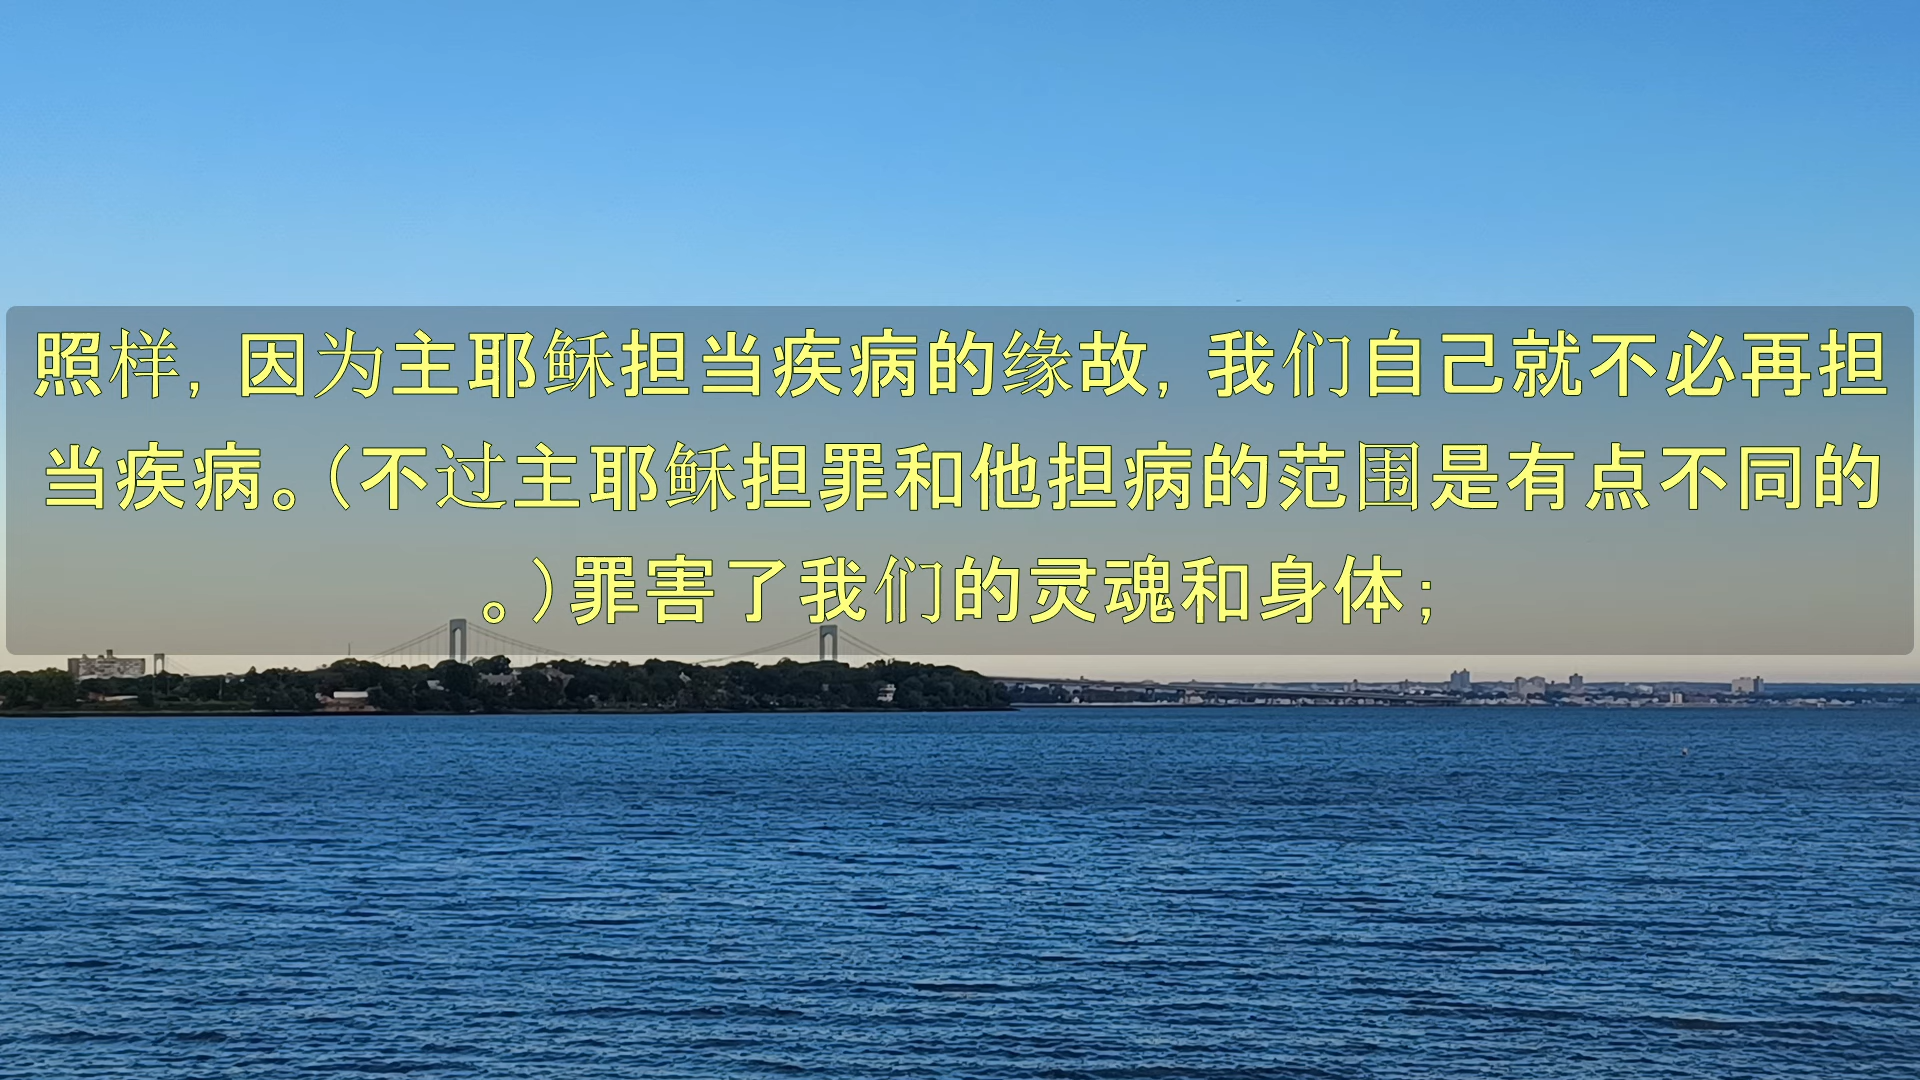 照样, 因为主耶稣担当疾病的缘故, 我们自己就不必再担
当疾病。(不过主耶稣担罪和他担病的范围是有点不同的
。)罪害了我们的灵魂和身体;